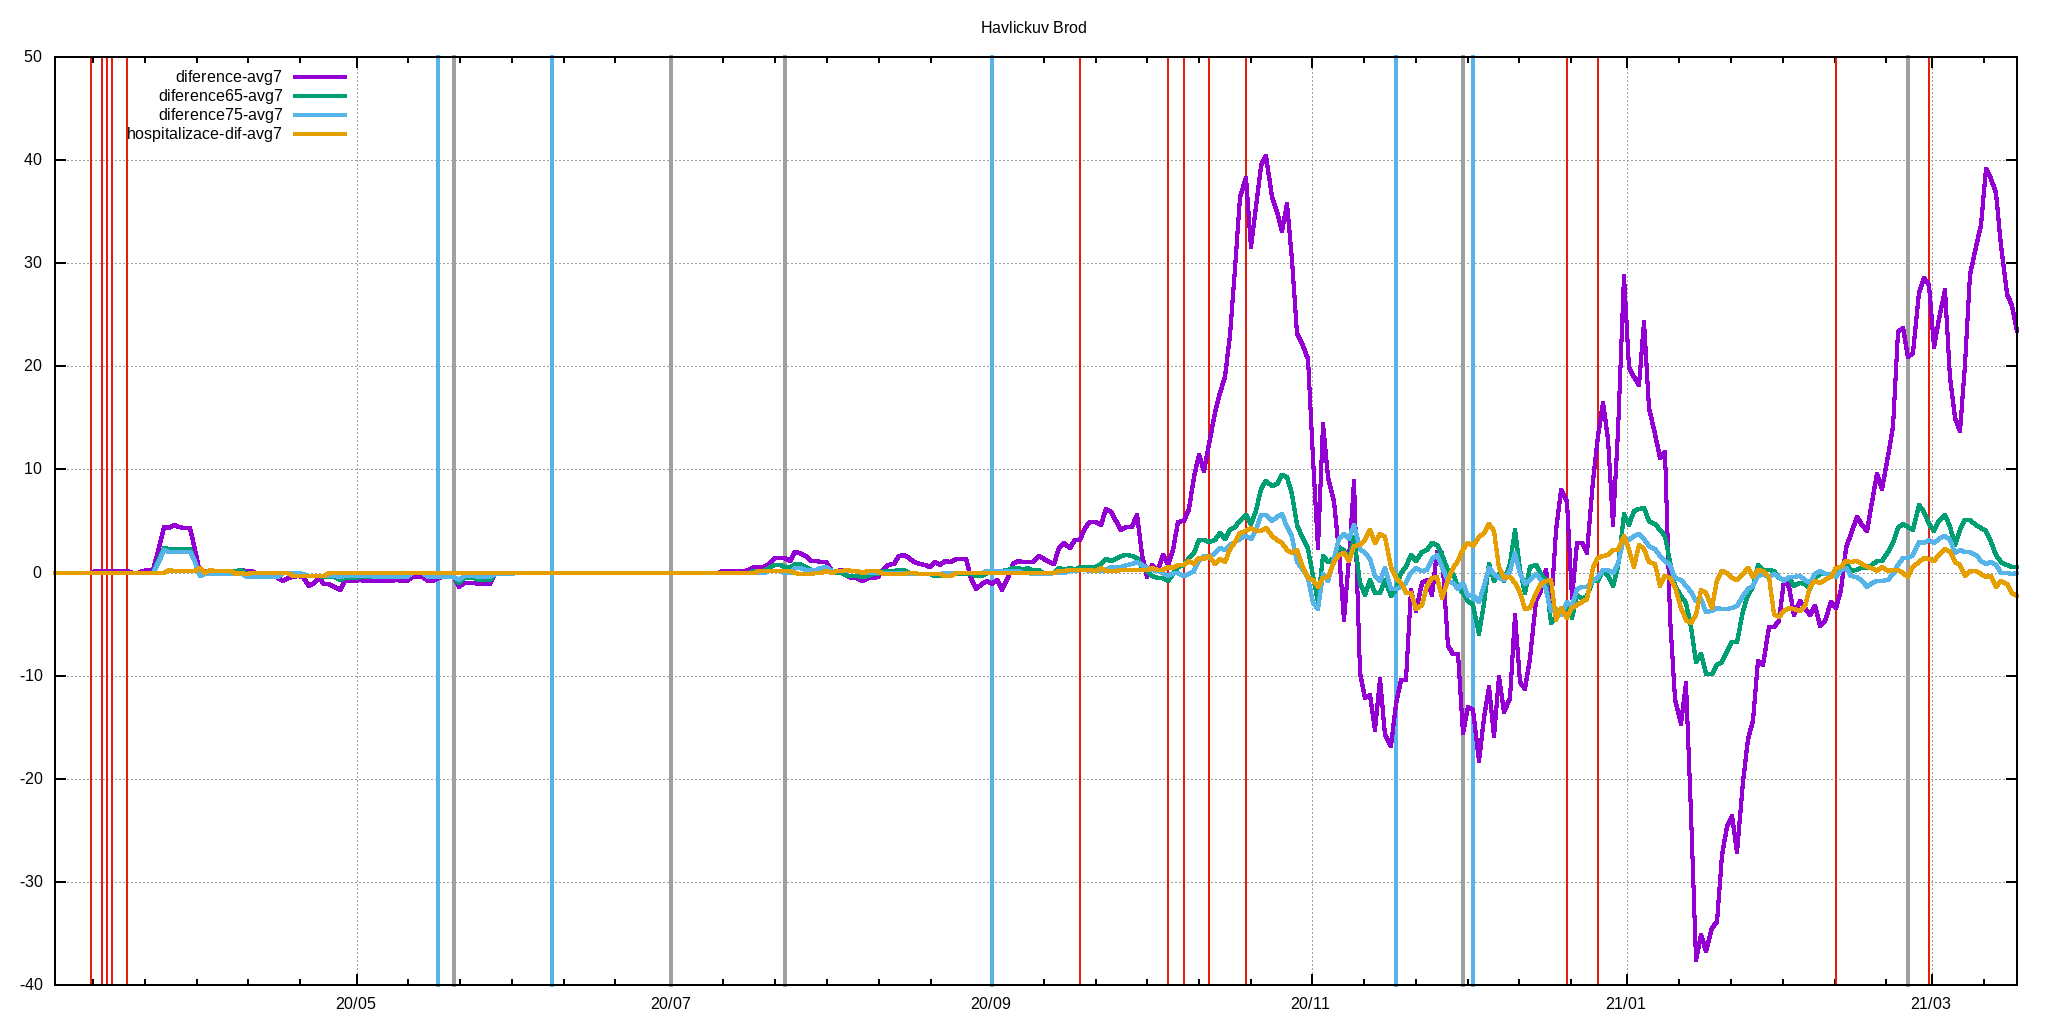 Havlickuv Brod
diference-avg7
diference65-avg7
diference75-avg7
hospitalizace-dif-avg7
50
40
30
20
10
0
-10
-20
-30
-40
20/05 20/07 20/09 20/11 21/01 21/03